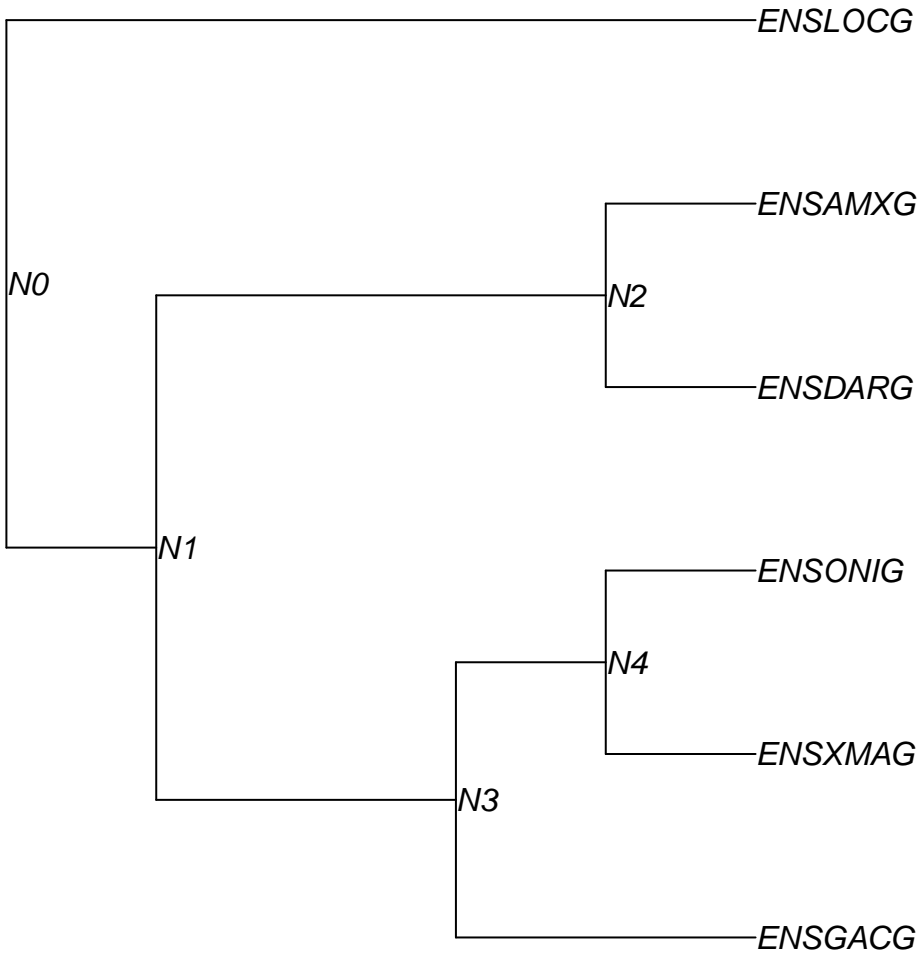 ENSLOCG
ENSAMXG
N0
N2
ENSDARG
N1
ENSONIG
N4
ENSXMAG
N3
ENSGACG